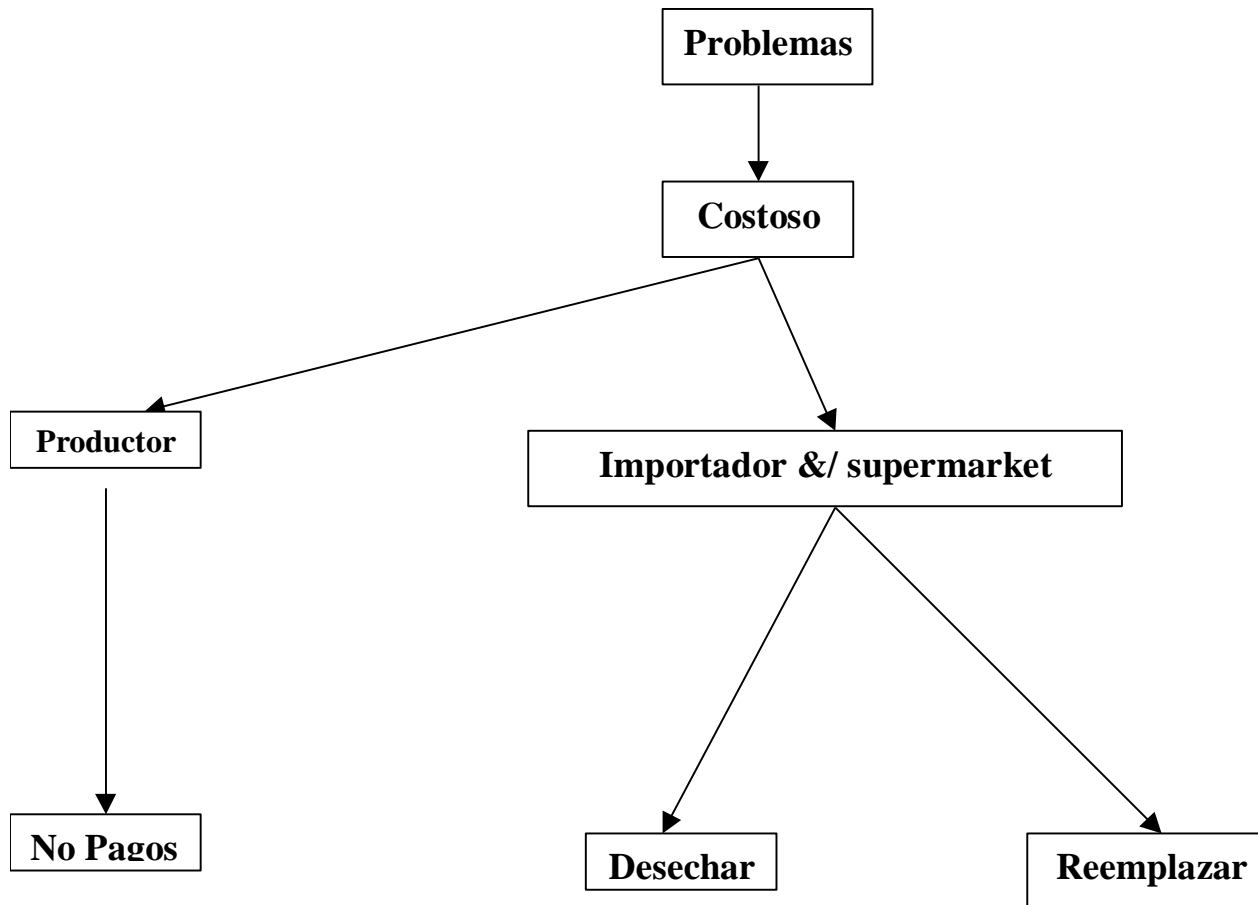 Problemas
Costoso
Productor
Importador &/ supermarket
No Pagos
Desechar
Reemplazar